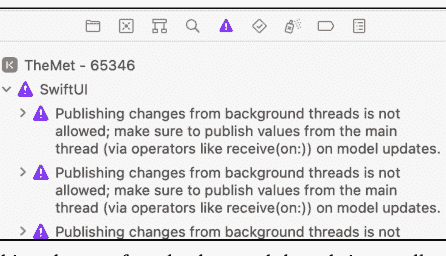 TheMet - 65346
SwiftUI
Publishing changes from background threads is not
allowed; make sure to publish values from the main
thread (via operators like receive(on:)) on model updates.
Publishing changes from background threads is not
allowed; make sure to publish values from the main
thread (via operators like receive(on:)) on model updates.
Publishing changes from background threads is not